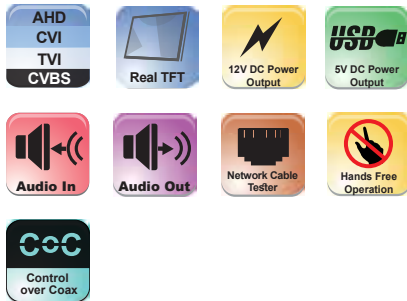 AHD
CVI
TVI
CVBS
Real TFT
12V DC Power
Output
USB
5V DC Power
Output
Audio In
Audio Out
Network Cable
Tester
Hands Free
Operation
CoC
Control
over Coax